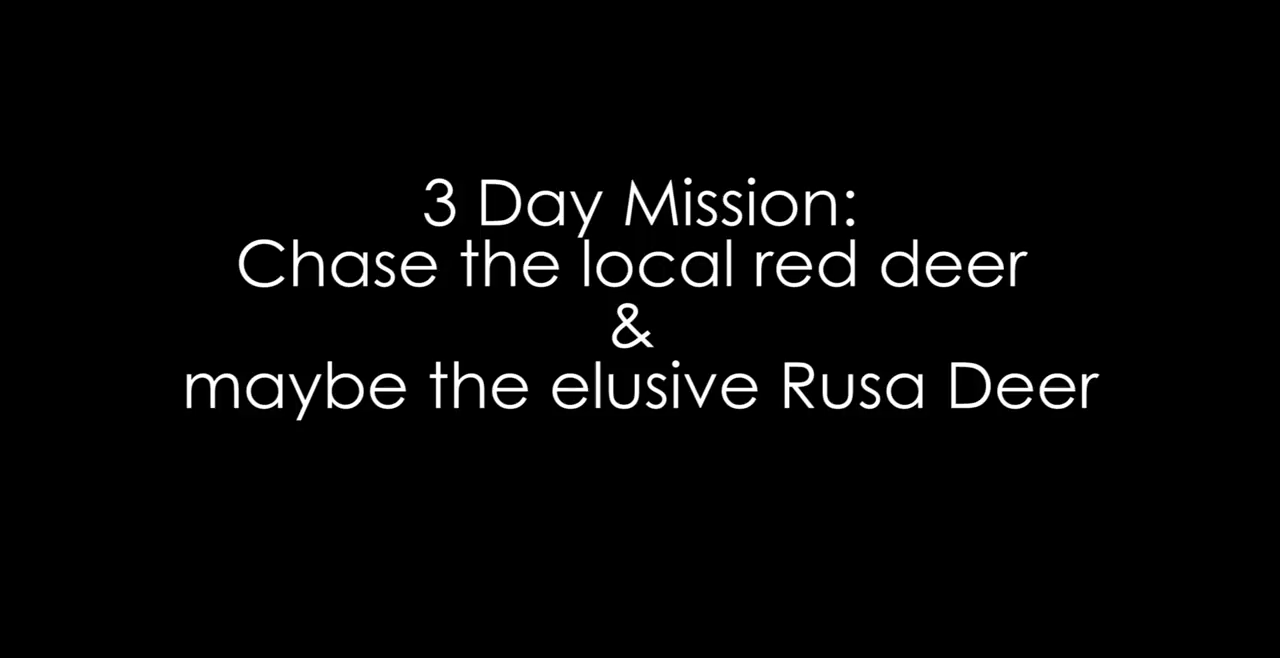 3 Day Mission:
Chase the local red deer
&
maybe the elusive Rusa Deer